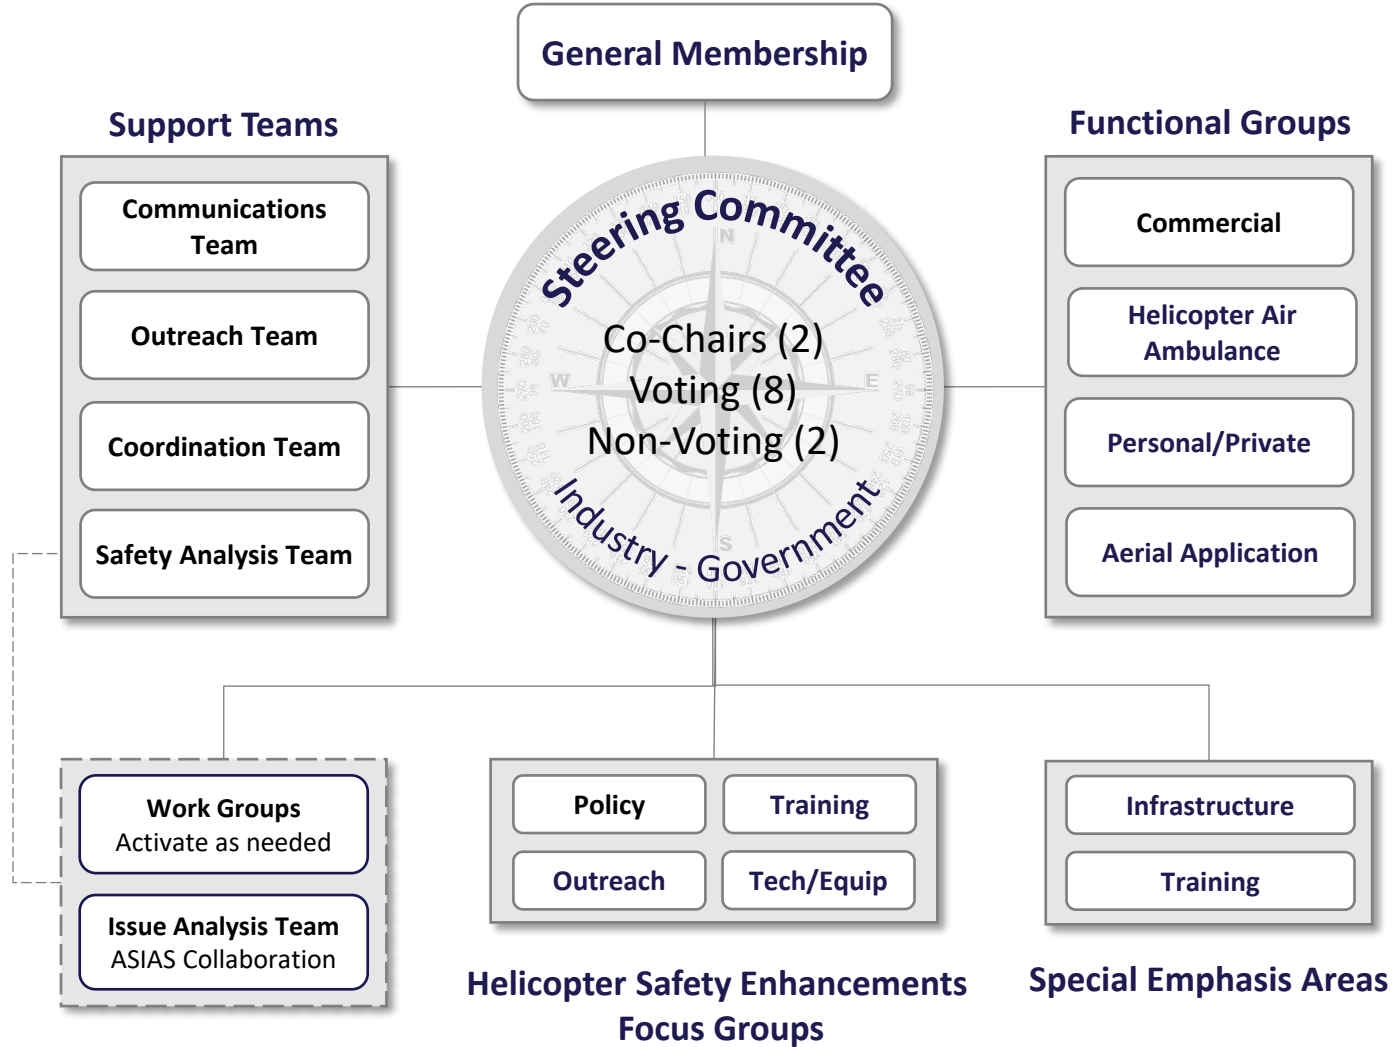 General Membership
Support Teams
Communications
Team
Outreach Team
Coordination Team
Safety Analysis Team
Steering Committee
N
W
E
S
Co-Chairs (2)
Voting (8)
Non-Voting (2)
Industry - Government
Functional Groups
Commercial
Helicopter Air
Ambulance
Personal/Private
Aerial Application
Work Groups
Activate as needed
Issue Analysis Team
ASIAS Collaboration
Policy
Training
Outreach
Tech/Equip
Helicopter Safety Enhancements
Focus Groups
Infrastructure
Training
Special Emphasis Areas